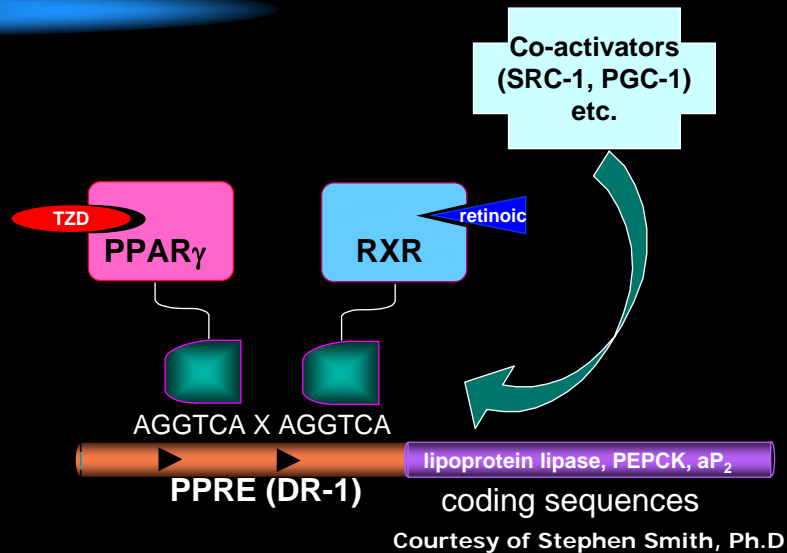 Co-activators
(SRC-1, PGC-1)
etc.
TZD
PPARγ
retinoic
RXR
AGGTCA X AGGTCA
lipoprotein lipase, PEPCK, aP₂
PPRE (DR-1)
coding sequences
Courtesy of Stephen Smith, Ph.D